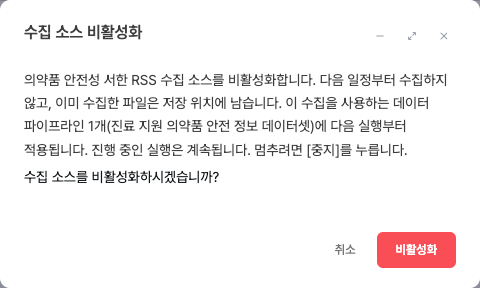 수집 소스 비활성화
의약품 안전성 서한 RSS 수집 소스를 비활성화합니다. 다음 일정부터 수집하지
않고, 이미 수집한 파일은 저장 위치에 남습니다. 이 수집을 사용하는 데이터
파이프라인 1개(진료 지원 의약품 안전 정보 데이터셋)에 다음 실행부터
적용됩니다. 진행 중인 실행은 계속됩니다. 멈추려면 [중지]를 누릅니다.
수집 소스를 비활성화하시겠습니까?
취소
비활성화